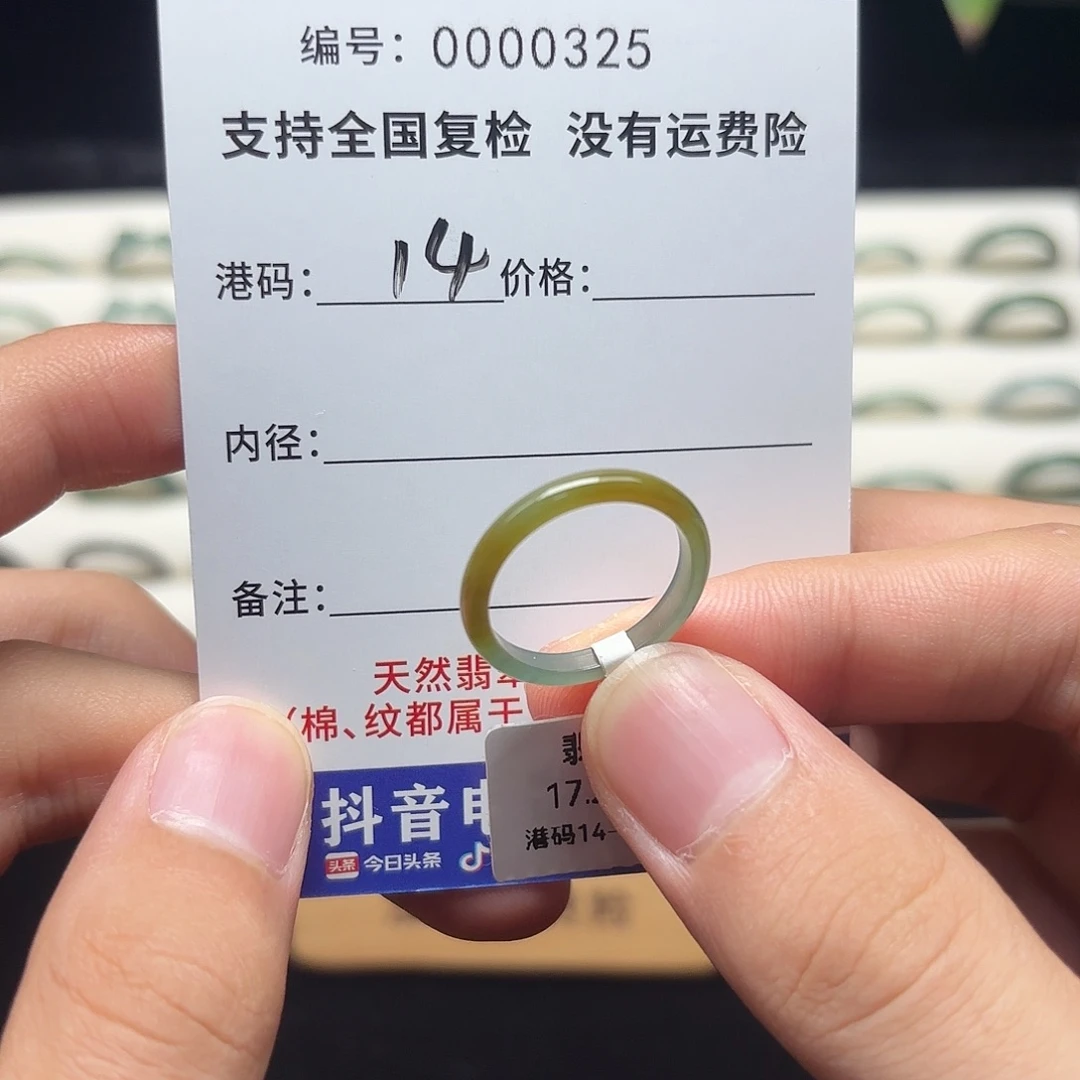 编号：0000325
支持全国复检 没有运费险
港码：14 价格：
内径：
备注：
天然翡
（棉、纹都属于
抖音电
头条 今日头条
翡
17.
港码14-